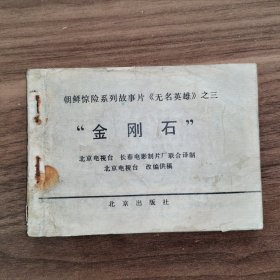 朝鲜惊险系列故事片《无名英雄》之三
“金刚石”
北京电视台 长春电影制片厂联合译制
北京电视台 改编供稿
北京出版社